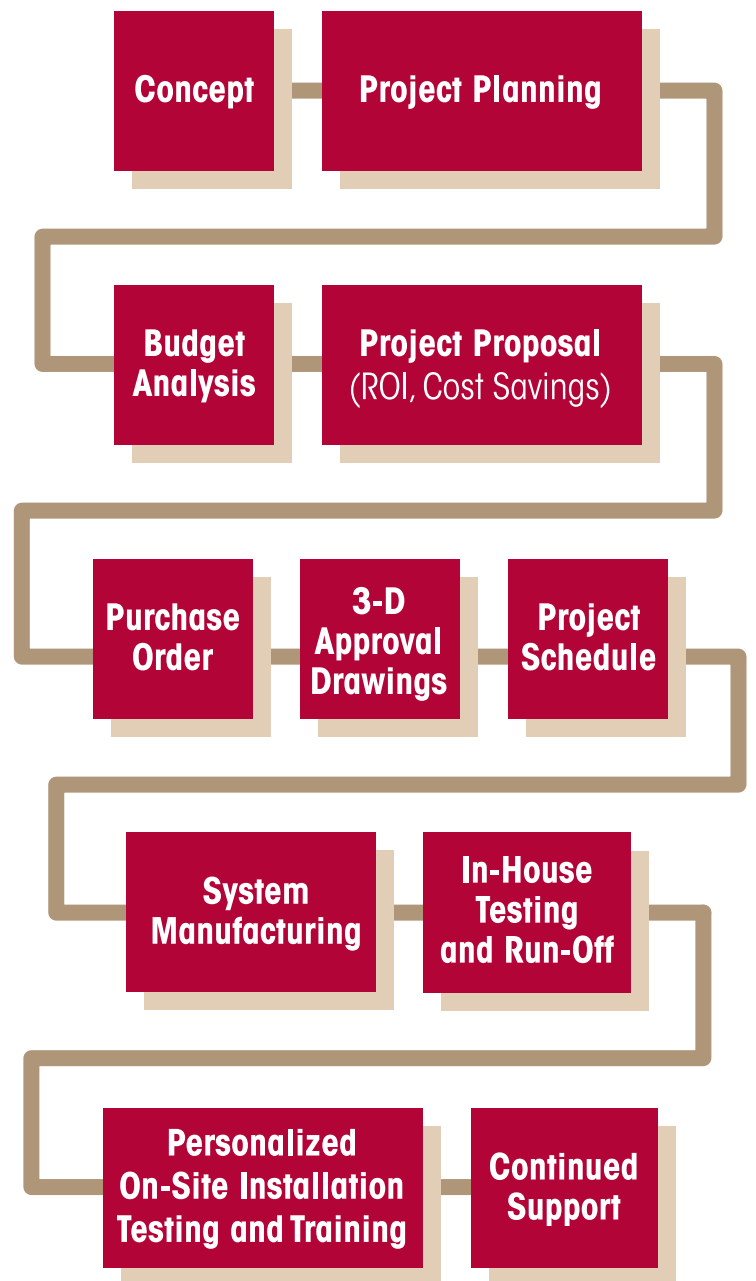 Concept
Project Planning
Budget
Analysis
Project Proposal
(ROI, Cost Savings)
Purchase
Order
3-D
Approval
Drawings
Project
Schedule
System
Manufacturing
In-House
Testing
and Run-Off
Personalized
On-Site Installation
Testing and Training
Continued
Support